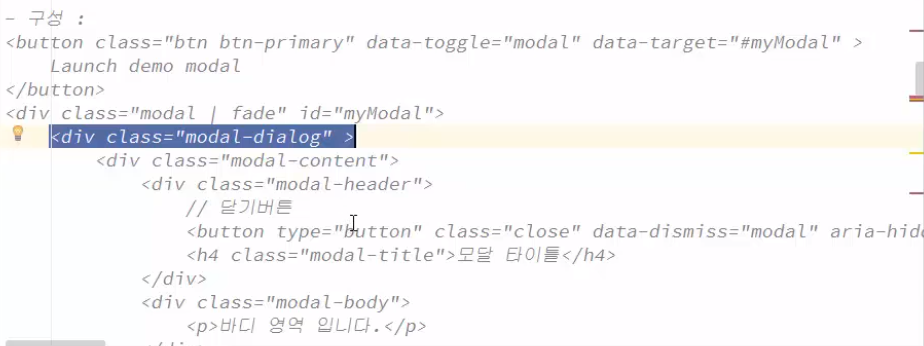 - 구성 :
<button class="btn btn-primary" data-toggle="modal" data-target="#myModal" >
Launch demo modal
</button>
<div class="modal | fade" id="myModal">
<div class="modal-dialog" >
<div class="modal-content">
<div class="modal-header">
// 닫기버튼
<button type="button" class="close" data-dismiss="modal"
<h4 class="modal-title">모달 타이틀</h4>
</div>
<div class="modal-body">
<p>바디 영역 입니다.</p>